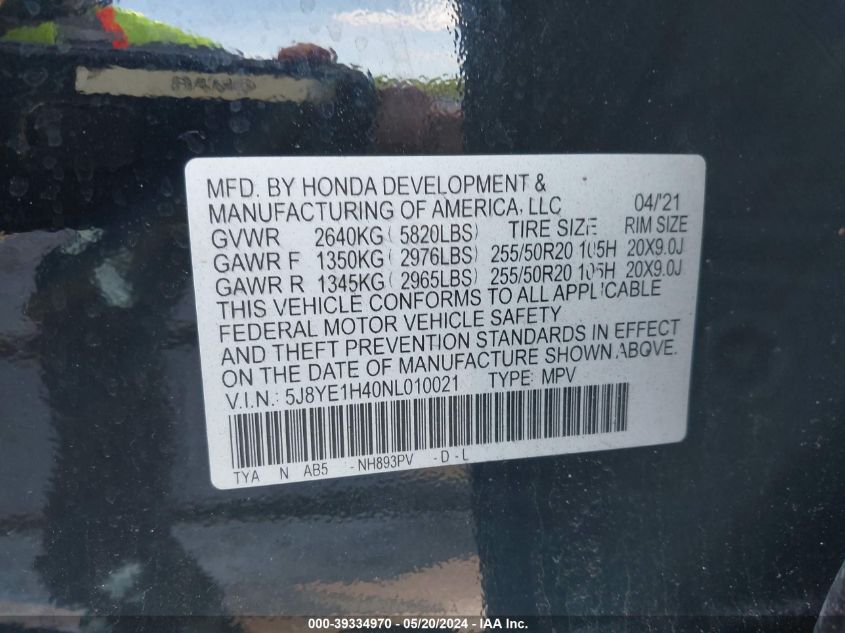 MFD. BY HONDA DEVELOPMENT &
MANUFACTURING OF AMERICA, LLC 04/'21
GVWR 2640KG ( 5820LBS) TIRE SIZE RIM SIZE
GAWR F 1350KG ( 2976LBS) 255/50R20 105H 20X9.0J
GAWR R 1345KG ( 2965LBS) 255/50R20 105H 20X9.0J
THIS VEHICLE CONFORMS TO ALL APPLICABLE
FEDERAL MOTOR VEHICLE SAFETY
AND THEFT PREVENTION STANDARDS IN EFFECT
ON THE DATE OF MANUFACTURE SHOWN ABOVE.
V.I.N.: 5J8YE1H40NL010021 TYPE: MPV
TYA N AB5 - NH893PV - D - L
000-39334970 - 05/20/2024 - IAA Inc.